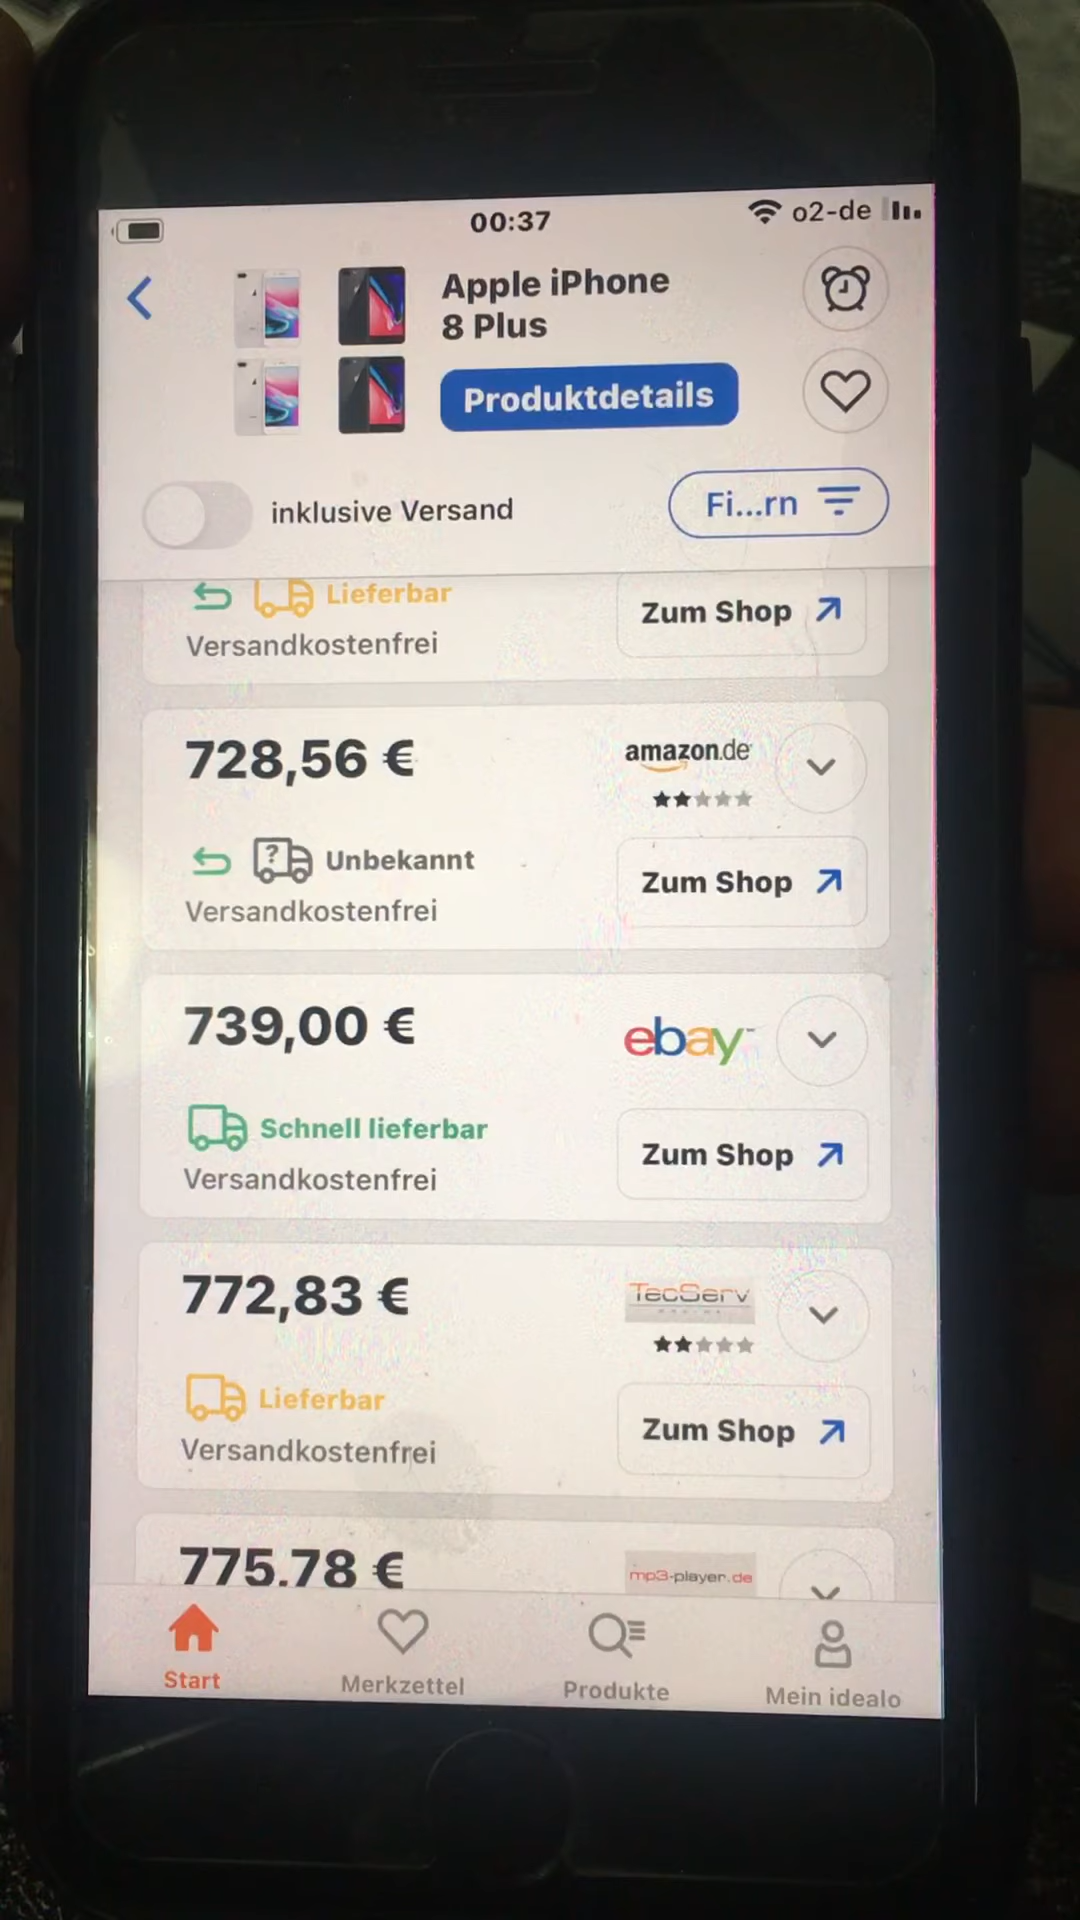 00:37
o2-de
Apple iPhone
8 Plus
Produktdetails
inklusive Versand
Fi...rn
Lieferbar
Versandkostenfrei
Zum Shop
728,56 €
amazon.de
Unbekannt
Versandkostenfrei
Zum Shop
739,00 €
ebay
Schnell lieferbar
Versandkostenfrei
Zum Shop
772,83 €
TecServ
Lieferbar
Versandkostenfrei
Zum Shop
775,78 €
mp3-player.de
Start
Merkzettel
Produkte
Mein idealo